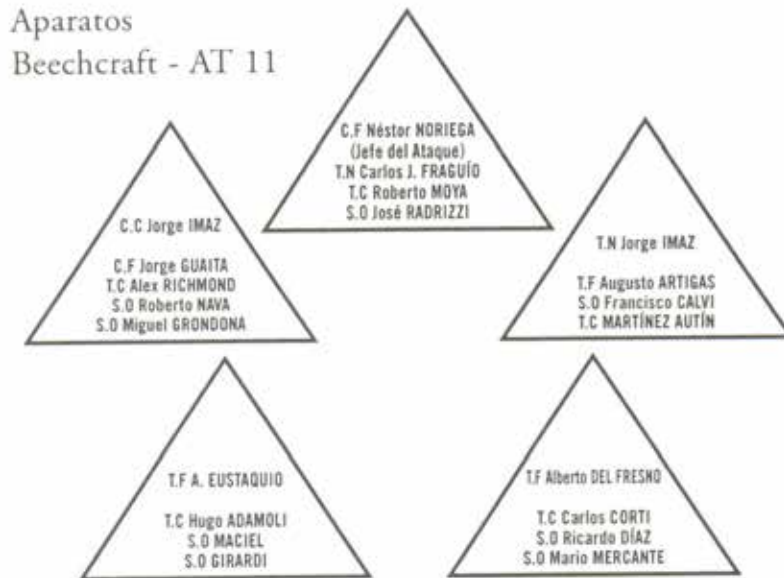 Aparatos
Beechcraft - AT 11
C.F Néstor NORIEGA
(Jefe del Ataque)
T.N Carlos J. FRAGUÍO
T.C Roberto MOYA
S.O José RADRIZZI
C.C Jorge IMAZ
C.F Jorge GUAITA
T.C Alex RICHMOND
S.O Roberto NAVA
S.O Miguel GRONDONA
T.N Jorge IMAZ
T.F Augusto ARTIGAS
S.O Francisco CALVI
T.C MARTÍNEZ AUTÍN
T.F A. EUSTAQUIO
T.C Hugo ADAMOLI
S.O MACIEL
S.O GIRARDI
T.F Alberto DEL FRESNO
T.C Carlos CORTI
S.O Ricardo DÍAZ
S.O Mario MERCANTE